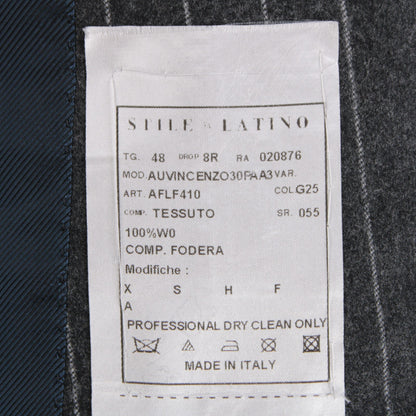 STILE LATINO
TG. 48 DROP 8R RA 020876
MOD. AUVINCENZO30FAA3 VAR.
ART. AFLF410 COL. G25
COMP. TESSUTO SR. 055
100%W0
COMP. FODERA
Modifiche :
X S H F
A
PROFESSIONAL DRY CLEAN ONLY
MADE IN ITALY